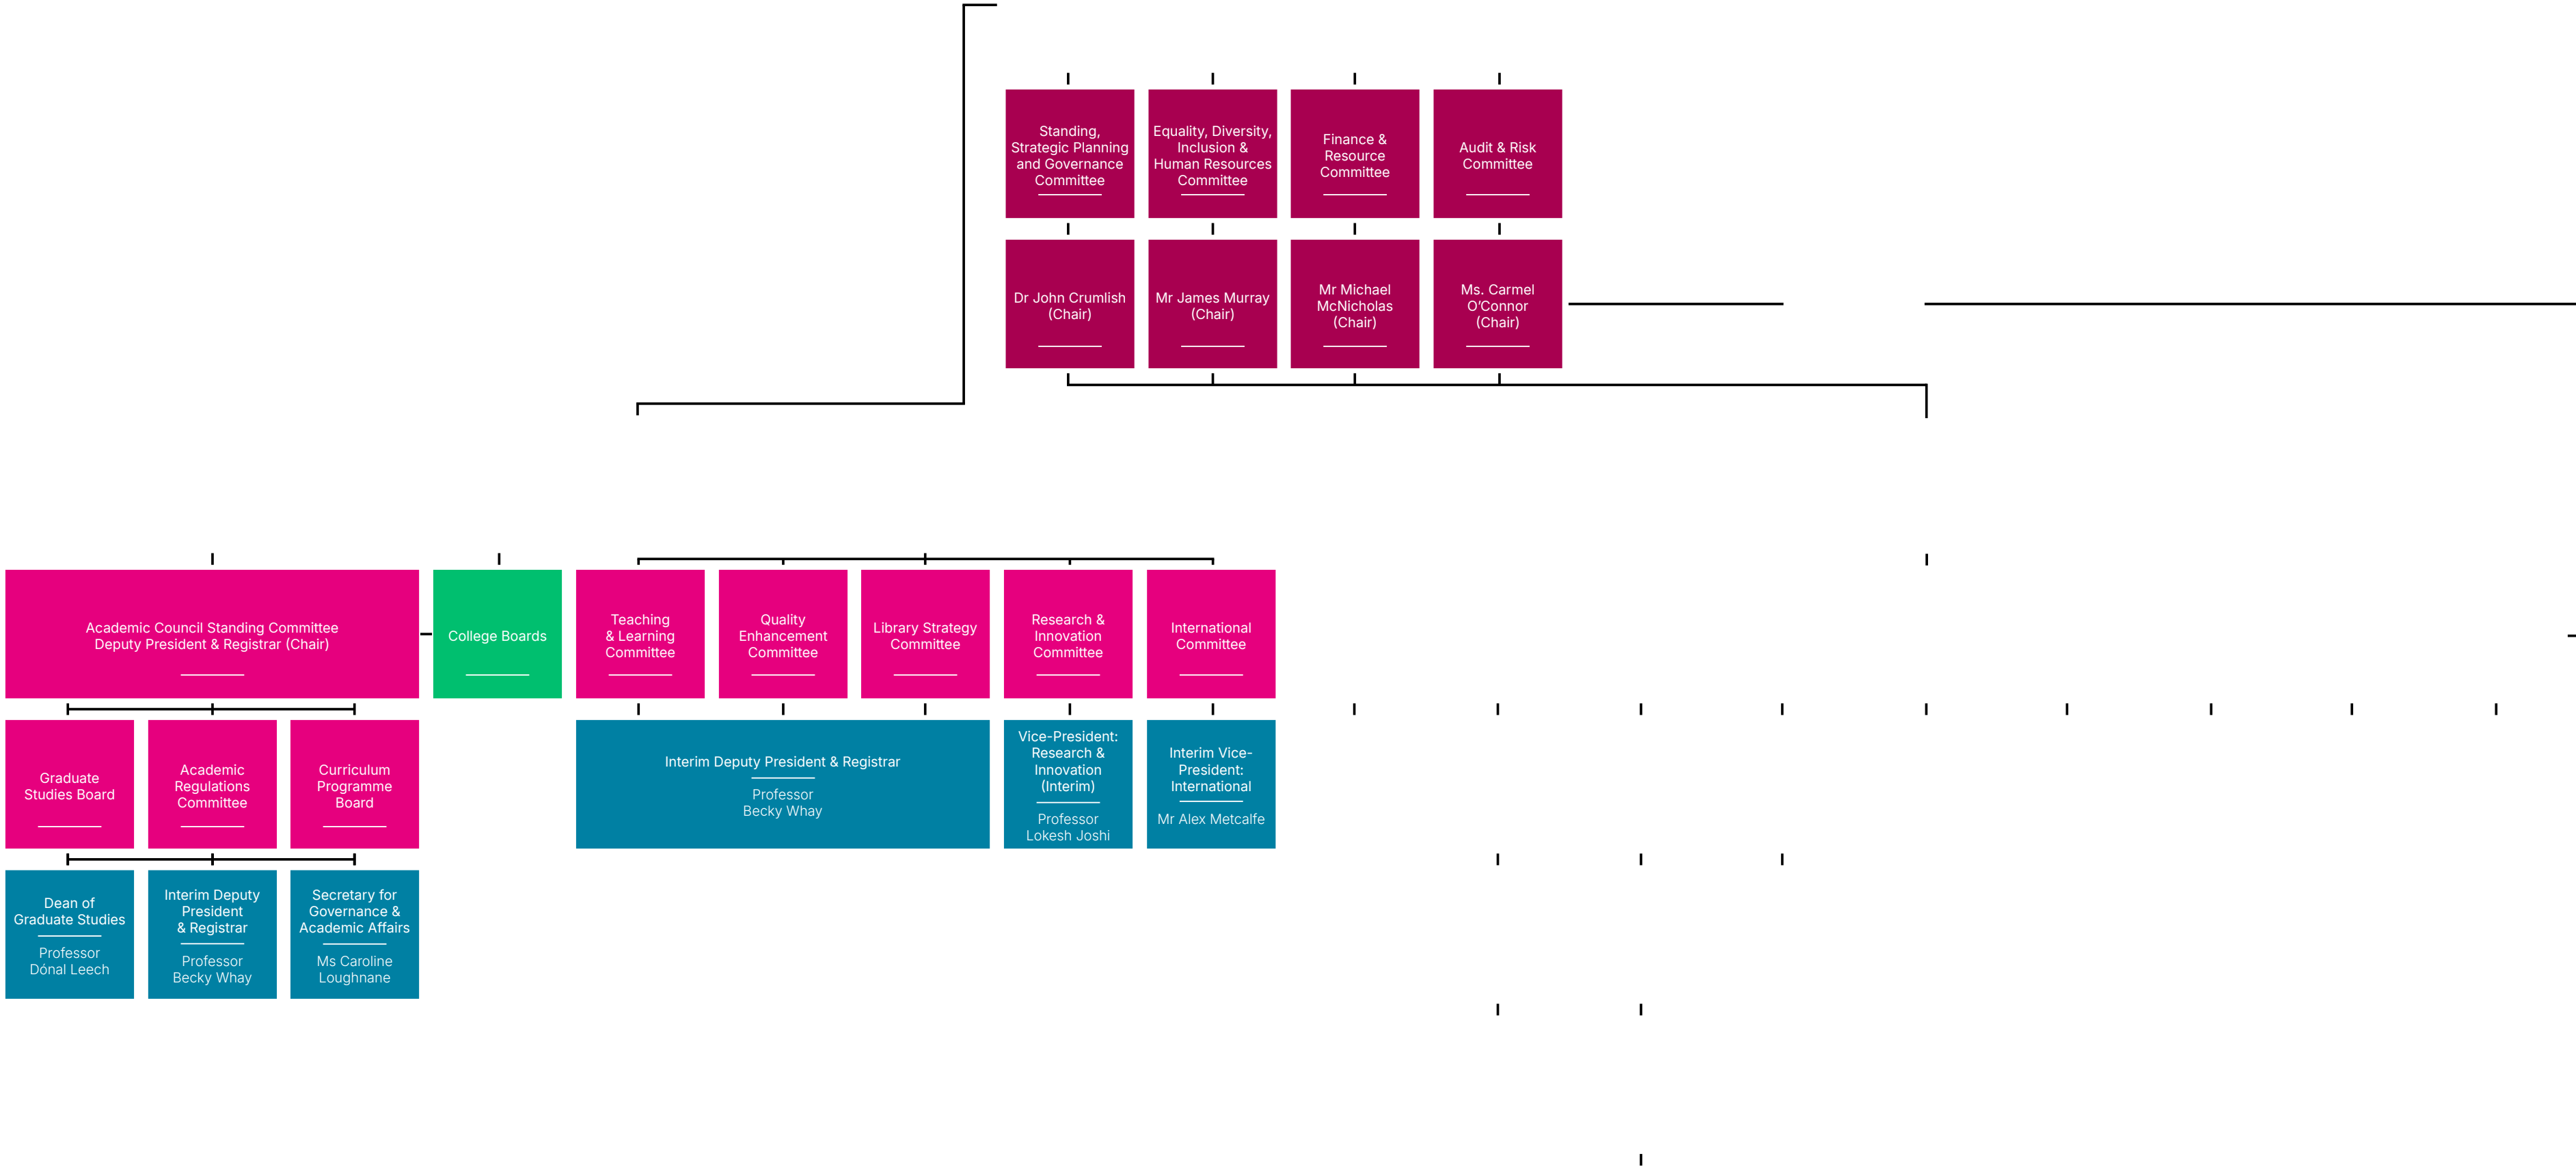 Standing,
Strategic Planning
and Governance
Committee
Equality, Diversity,
Inclusion &
Human Resources
Committee
Finance &
Resource
Committee
Audit & Risk
Committee
Dr John Crumlish
(Chair)
Mr James Murray
(Chair)
Mr Michael
McNicholas
(Chair)
Ms. Carmel
O’Connor
(Chair)
Academic Council Standing Committee
Deputy President & Registrar (Chair)
College Boards
Teaching
& Learning
Committee
Quality
Enhancement
Committee
Library Strategy
Committee
Research &
Innovation
Committee
International
Committee
Graduate
Studies Board
Academic
Regulations
Committee
Curriculum
Programme
Board
Interim Deputy President & Registrar
Professor
Becky Whay
Vice-President:
Research &
Innovation
(Interim)
Professor
Lokesh Joshi
Interim Vice-
President:
International
Mr Alex Metcalfe
Dean of
Graduate Studies
Professor
Dónal Leech
Interim Deputy
President
& Registrar
Professor
Becky Whay
Secretary for
Governance &
Academic Affairs
Ms Caroline
Loughnane